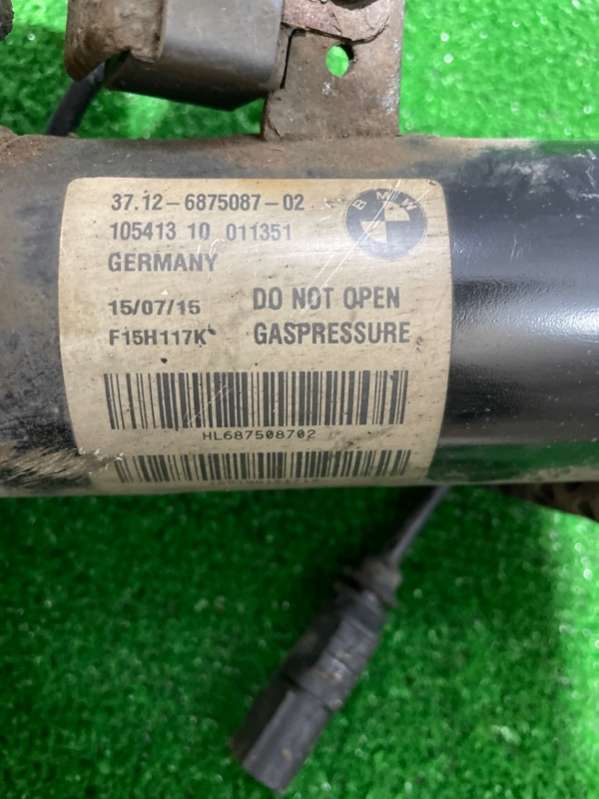 37.12-6875087-02
BMW
105413 10 011351
GERMANY
15/07/15 DO NOT OPEN
F15H117K GASPRESSURE
HL687508702